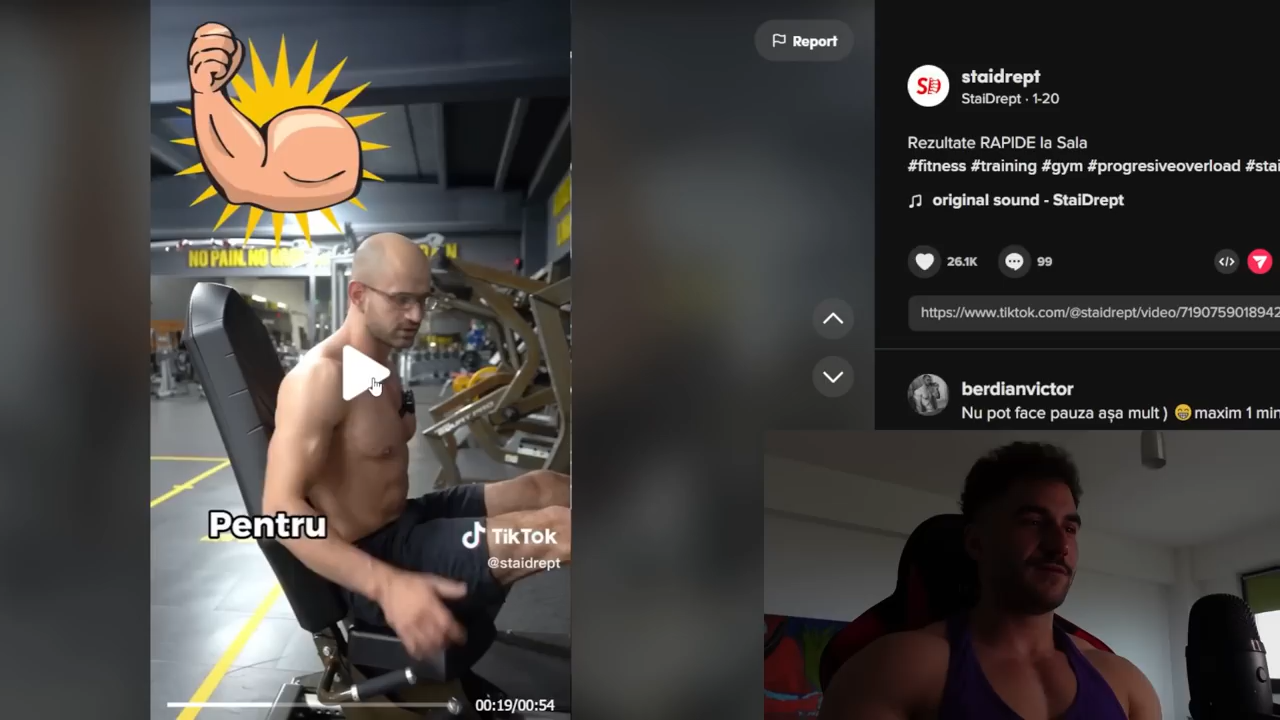 Report
staidrept
StaiDrept · 1-20
Rezultate RAPIDE la Sala
#fitness #training #gym #progresiveoverload #stai
original sound - StaiDrept
26.1K
99
https://www.tiktok.com/@staidrept/video/7190759018942
berdianvictor
Nu pot face pauza așa mult ) 😁maxim 1 min
NO PAIN, NO
Pentru
TikTok
@staidrept
00:19/00:54